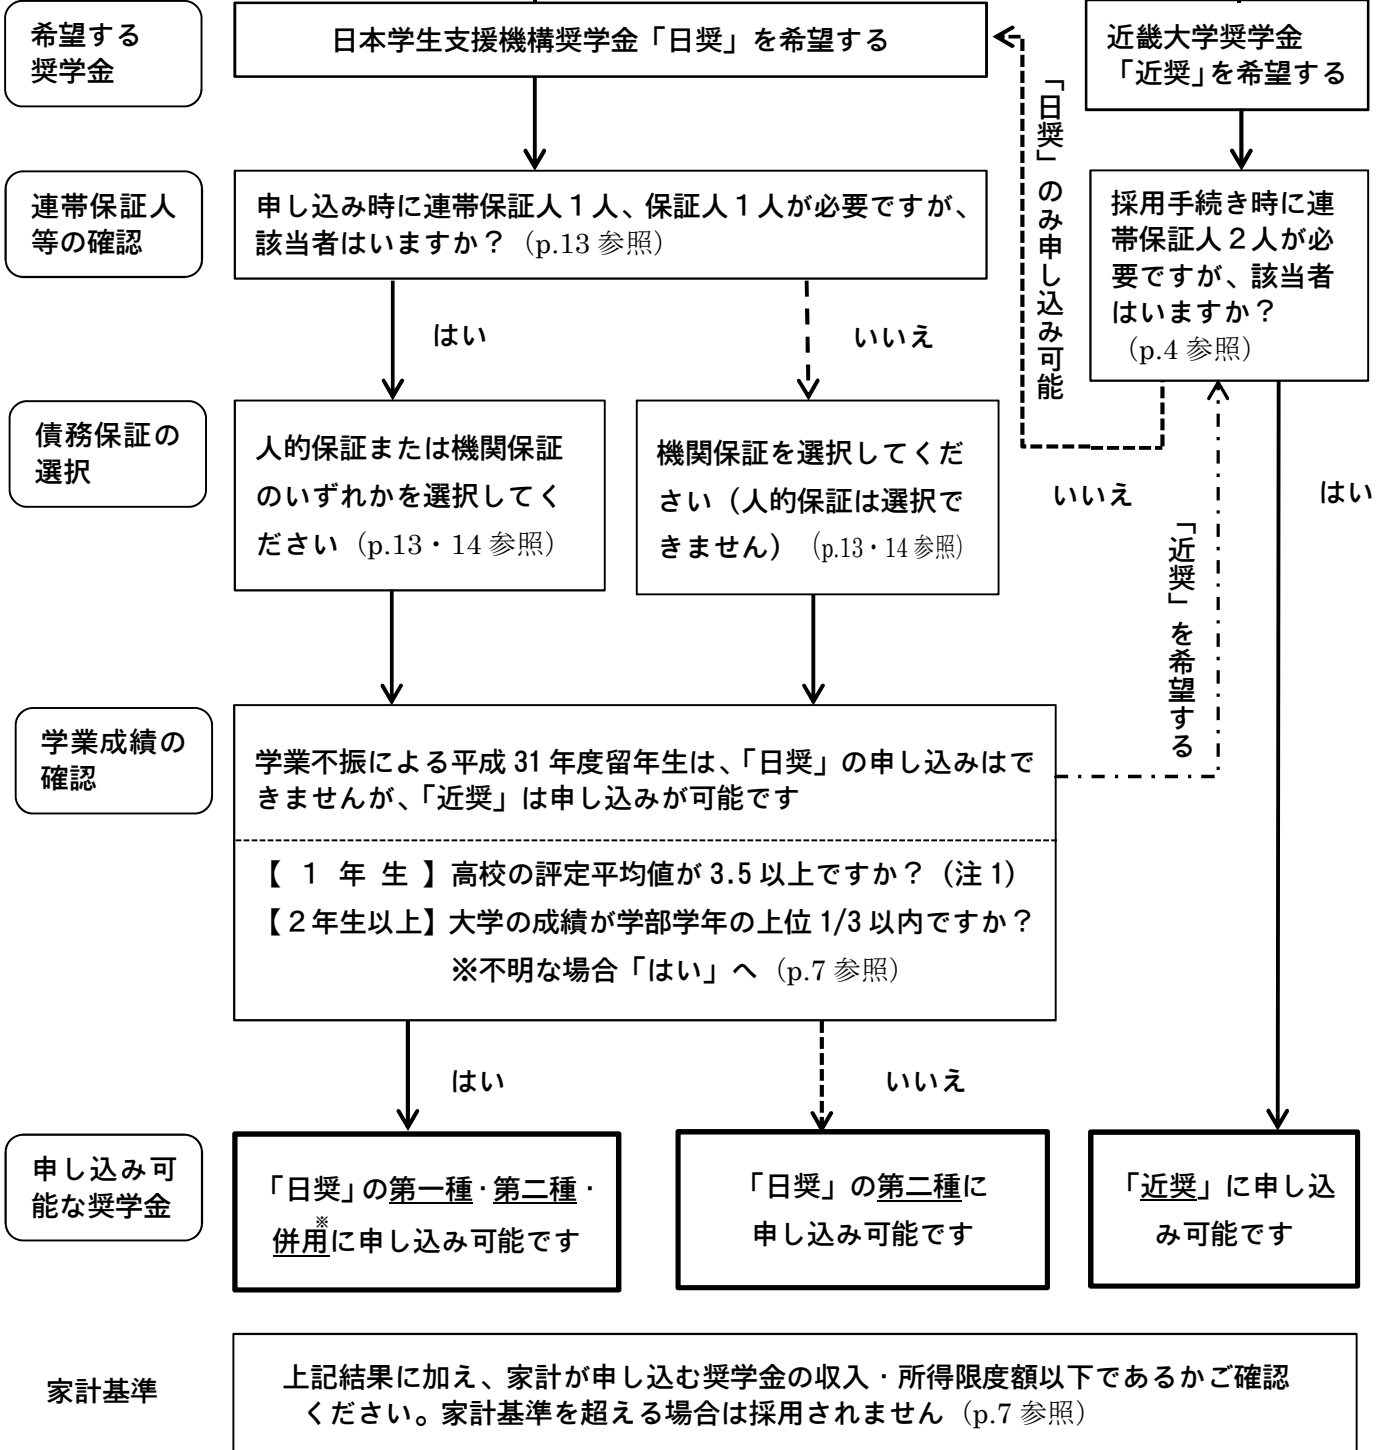 希望する
奨学金
日本学生支援機構奨学金「日奨」を希望する
近畿大学奨学金
「近奨」を希望する
「日奨」のみ申し込み可能
連帯保証人
等の確認
申し込み時に連帯保証人1人、保証人1人が必要ですが、
該当者はいますか？（p.13 参照）
採用手続き時に連
帯保証人２人が必
要ですが、該当者
はいますか？
（p.4 参照）
はい
いいえ
債務保証の
選択
人的保証または機関保証
のいずれかを選択してく
ださい（p.13・14 参照）
機関保証を選択してくだ
さい（人的保証は選択で
きません）（p.13・14 参照）
いいえ
はい
「近奨」を希望する
学業成績の
確認
学業不振による平成 31 年度留年生は、「日奨」の申し込みはで
きませんが、「近奨」は申し込みが可能です
【 1 年 生 】高校の評定平均値が 3.5 以上ですか？（注 1）
【２年生以上】大学の成績が学部学年の上位 1/3 以内ですか？
※不明な場合「はい」へ（p.7 参照）
はい
いいえ
申し込み可
能な奨学金
「日奨」の第一種・第二種・
併用※に申し込み可能です
「日奨」の第二種に
申し込み可能です
「近奨」に申し込
み可能です
家計基準
上記結果に加え、家計が申し込む奨学金の収入・所得限度額以下であるかご確認
ください。家計基準を超える場合は採用されません（p.7 参照）